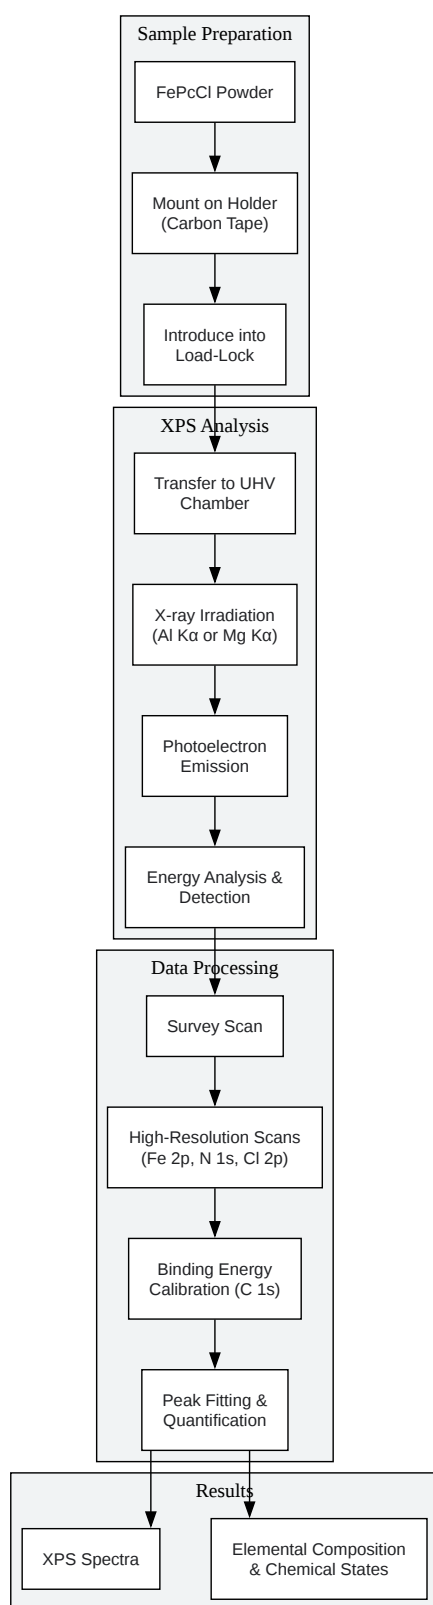 Sample Preparation
FePcCl Powder
Mount on Holder
(Carbon Tape)
Introduce into
Load-Lock
XPS Analysis
Transfer to UHV
Chamber
X-ray Irradiation
(Al Kα or Mg Kα)
Photoelectron
Emission
Energy Analysis &
Detection
Data Processing
Survey Scan
High-Resolution Scans
(Fe 2p, N 1s, Cl 2p)
Binding Energy
Calibration (C 1s)
Peak Fitting &
Quantification
Results
XPS Spectra
Elemental Composition
& Chemical States